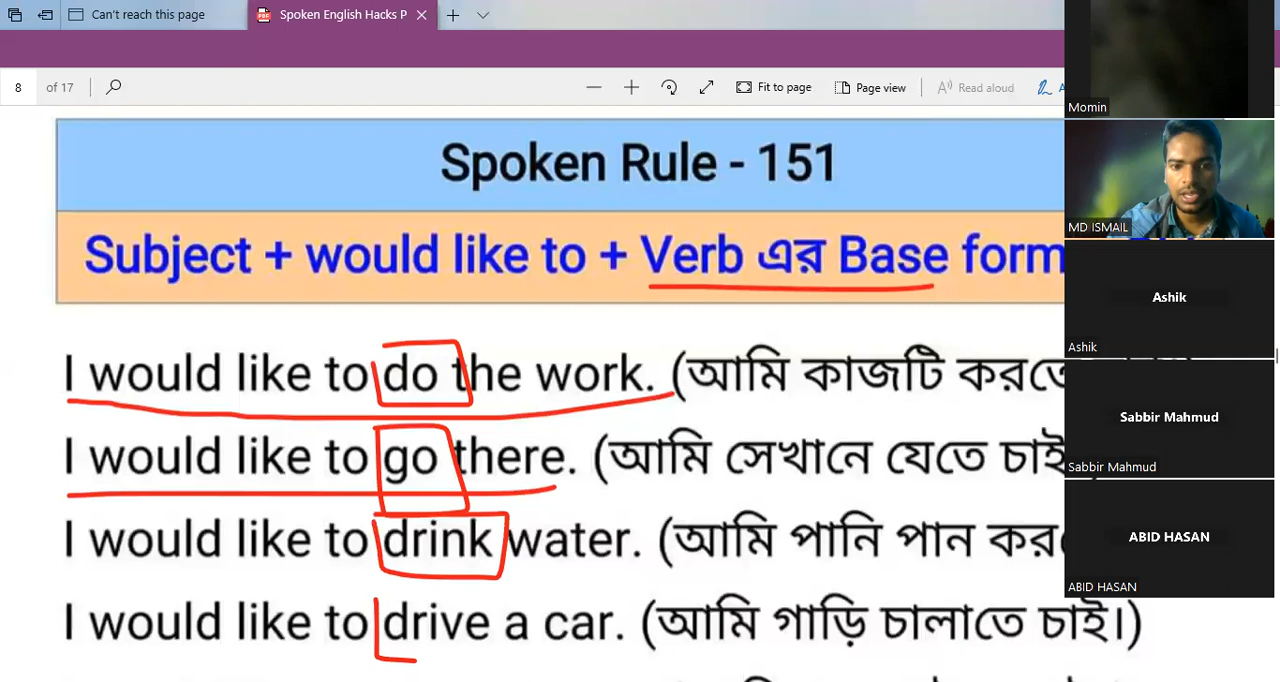 Can't reach this page
Spoken English Hacks P
8 of 17
Fit to page
Page view
Read aloud
Spoken Rule - 151
Subject + would like to + Verb এর Base form
I would like to do the work. (আমি কাজটি করতে
I would like to go there. (আমি সেখানে যেতে চাই
I would like to drink water. (আমি পানি পান
I would like to drive a car. (আমি গাড়ি চালাতে চাই।)
Momin
MD ISMAIL
Ashik
Ashik
Sabbir Mahmud
Sabbir Mahmud
ABID HASAN
ABID HASAN